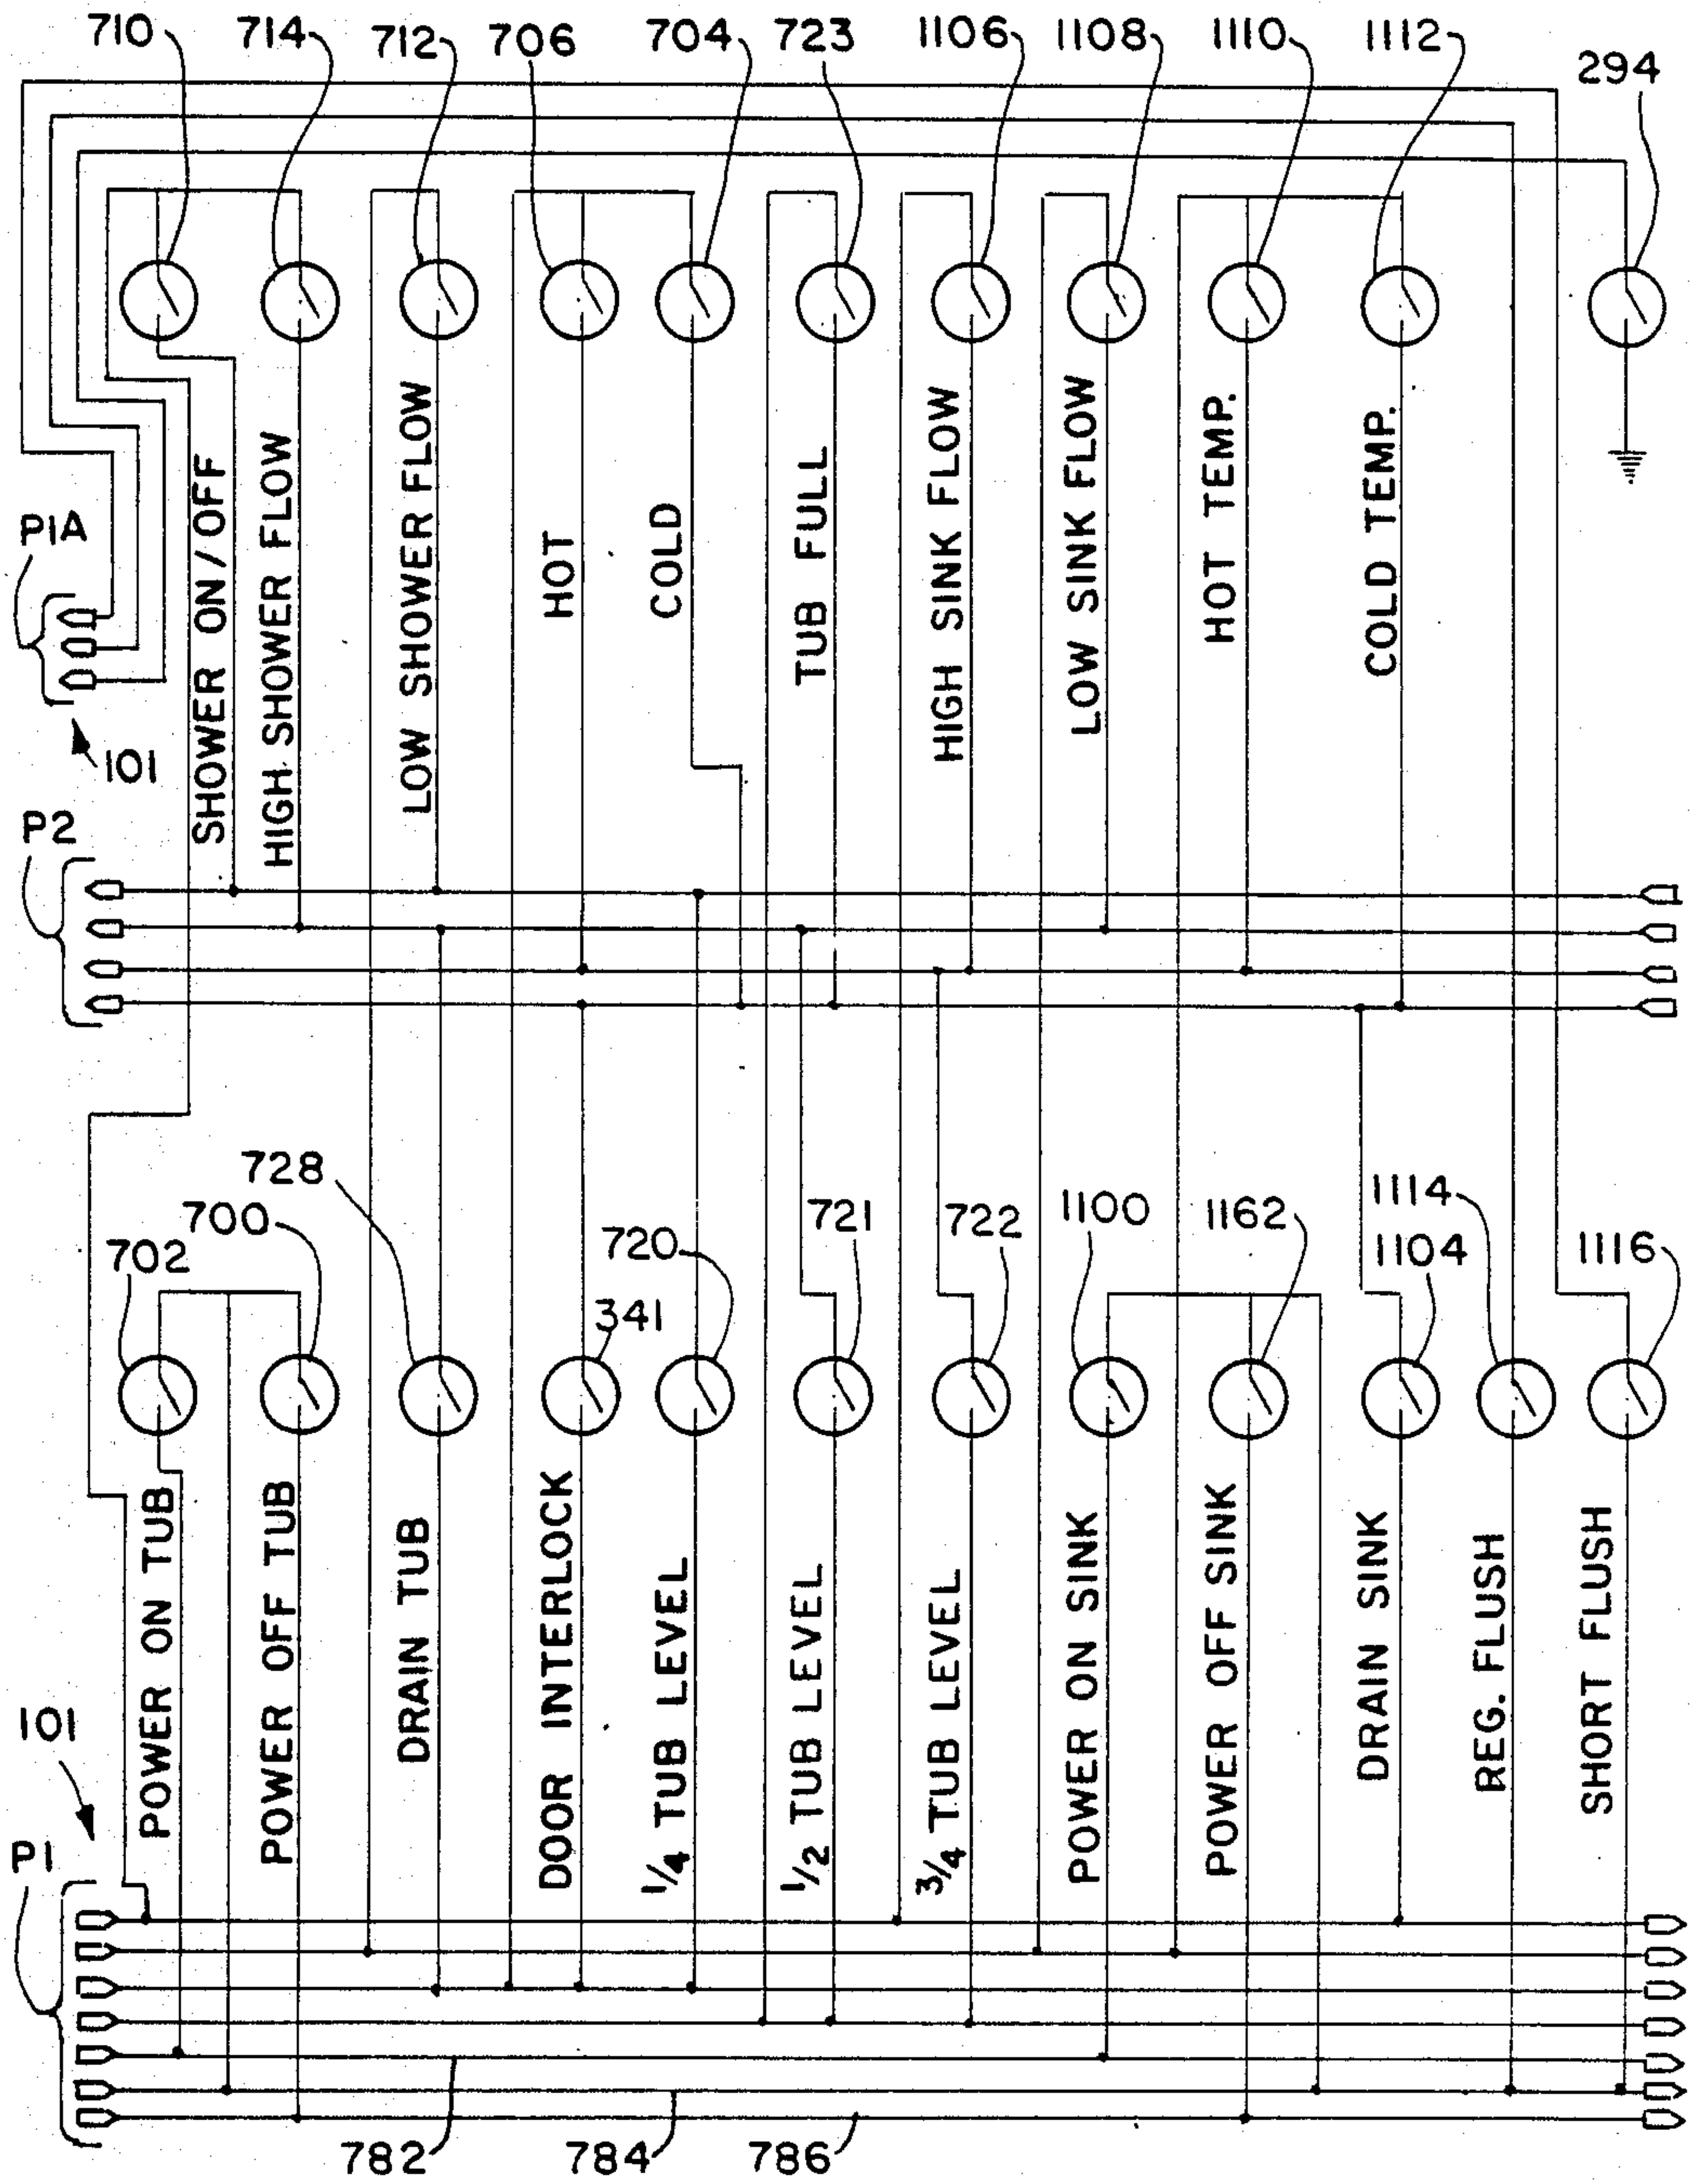 710 714 712 706 704 723 1106 1108 1110 1112
294
SHOWER ON/OFF
HIGH SHOWER FLOW
LOW SHOWER FLOW
HOT
COLD
TUB FULL
HIGH SINK FLOW
LOW SINK FLOW
HOT TEMP.
COLD TEMP.
P1A
101
P2
728
700
702
341
720
721
722
1100
1162
1114
1104
1116
POWER ON TUB
POWER OFF TUB
DRAIN TUB
DOOR INTERLOCK
1/4 TUB LEVEL
1/2 TUB LEVEL
3/4 TUB LEVEL
POWER ON SINK
POWER OFF SINK
DRAIN SINK
REG. FLUSH
SHORT FLUSH
101
P1
782 784 786